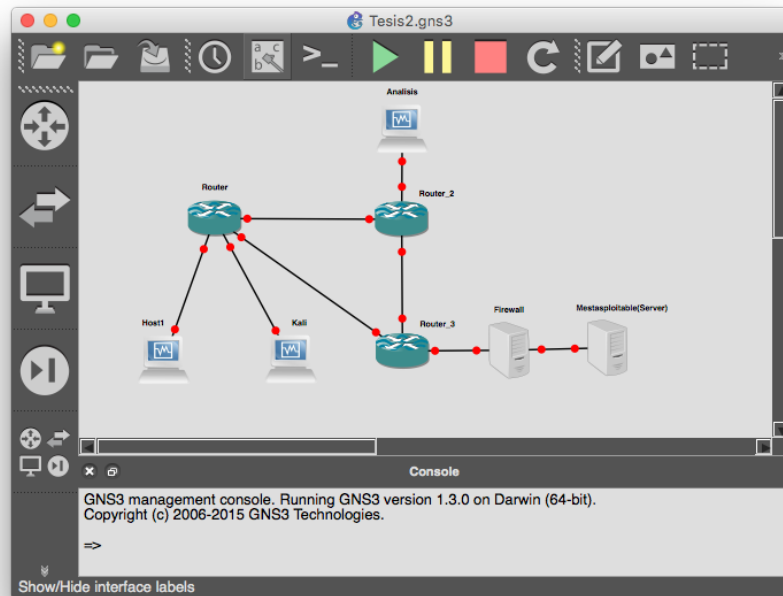 Tesis2.gns3
a c
b
>_
Analisis
Router
Router_2
Host1
Kali
Router_3
Firewall
Mestasploitable(Server)
Console
GNS3 management console. Running GNS3 version 1.3.0 on Darwin (64-bit).
Copyright (c) 2006-2015 GNS3 Technologies.
=>
Show/Hide interface labels